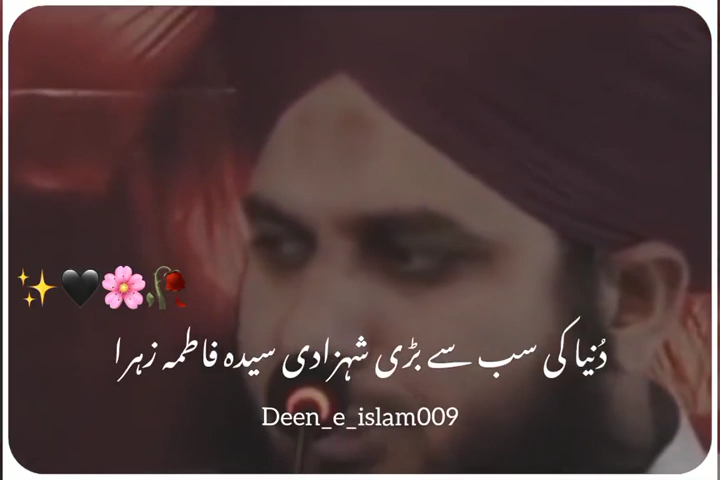 ✨🖤🌸🥀
دُنیا کی سب سے بڑی شہزادی سیدہ فاطمہ زہرا
Deen_e_islam009